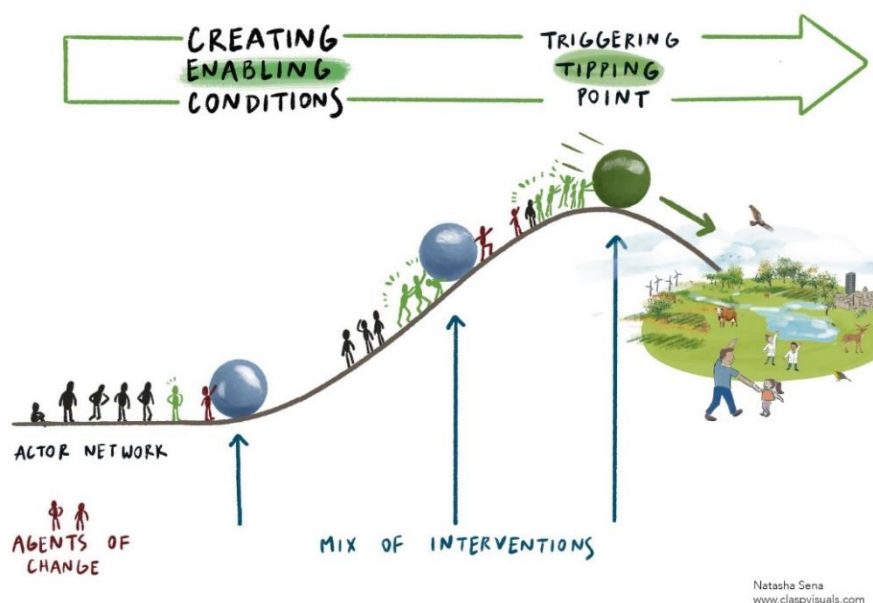 CREATING
ENABLING
CONDITIONS
TRIGGERING
TIPPING
POINT
ACTOR NETWORK
AGENTS OF
CHANGE
MIX OF INTERVENTIONS
Natasha Sena
www.claspvisuals.com